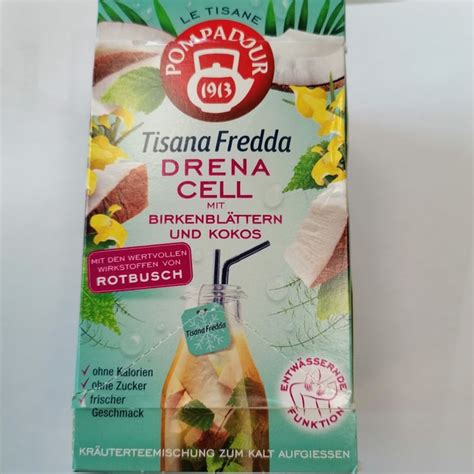 LE TISANE
POMPADOUR
1913
Tisana Fredda
DRENA
CELL
MIT
BIRKENBLÄTTERN
UND KOKOS
MIT DEN WERTVOLLEN
WIRKSTOFFEN VON
ROTBUSCH
Tisana Fredda
ohne Kalorien
ohne Zucker
frischer
Geschmack
ENTWÄSSERNDE
FUNKTION
KRÄUTERTEEMISCHUNG ZUM KALT AUFGIESSEN